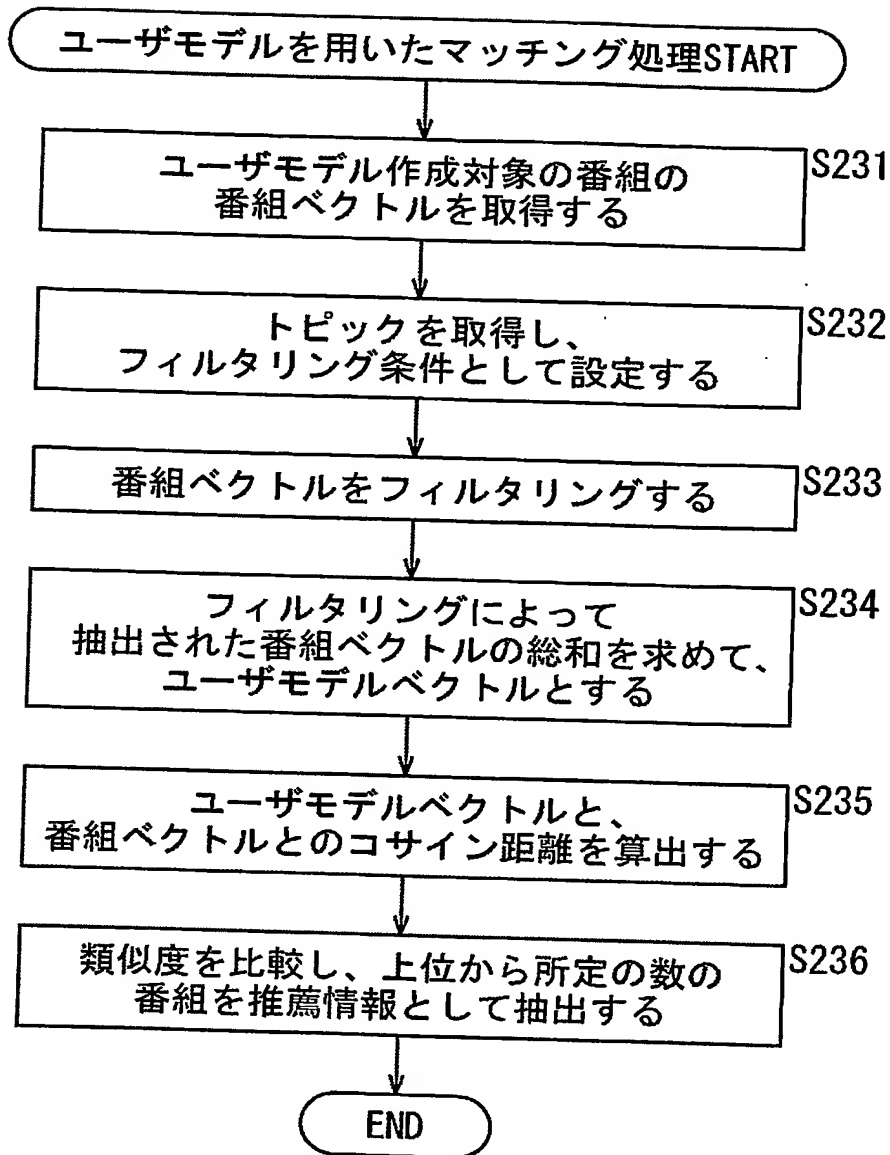 ユーザモデルを用いたマッチング処理START
ユーザモデル作成対象の番組の
番組ベクトルを取得する
S231
トピックを取得し、
フィルタリング条件として設定する
S232
番組ベクトルをフィルタリングする
S233
フィルタリングによって
抽出された番組ベクトルの総和を求めて、
ユーザモデルベクトルとする
S234
ユーザモデルベクトルと、
番組ベクトルとのコサイン距離を算出する
S235
類似度を比較し、上位から所定の数の
番組を推薦情報として抽出する
S236
END